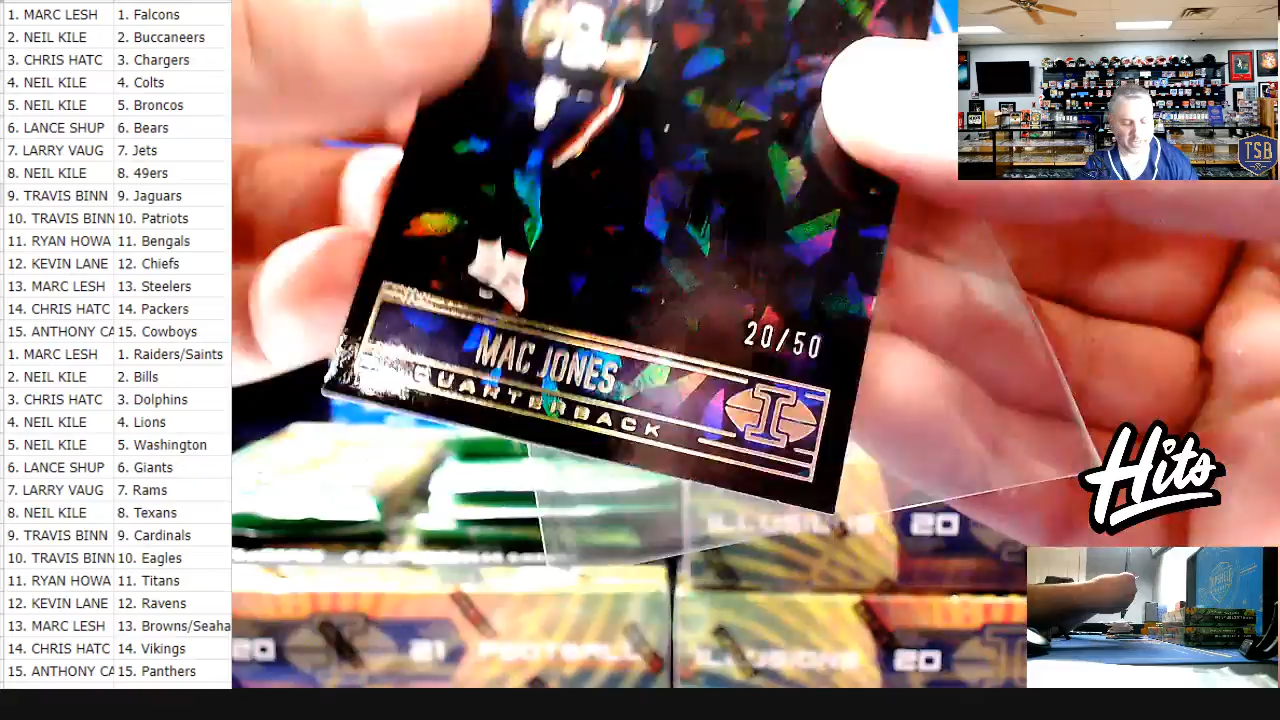 1. MARC LESH 1. Falcons
2. NEIL KILE 2. Buccaneers
3. CHRIS HATC 3. Chargers
4. NEIL KILE 4. Colts
5. NEIL KILE 5. Broncos
6. LANCE SHUP 6. Bears
7. LARRY VAUG 7. Jets
8. NEIL KILE 8. 49ers
9. TRAVIS BINN 9. Jaguars
10. TRAVIS BINN 10. Patriots
11. RYAN HOWA 11. Bengals
12. KEVIN LANE 12. Chiefs
13. MARC LESH 13. Steelers
14. CHRIS HATC 14. Packers
15. ANTHONY CA 15. Cowboys
1. MARC LESH 1. Raiders/Saints
2. NEIL KILE 2. Bills
3. CHRIS HATC 3. Dolphins
4. NEIL KILE 4. Lions
5. NEIL KILE 5. Washington
6. LANCE SHUP 6. Giants
7. LARRY VAUG 7. Rams
8. NEIL KILE 8. Texans
9. TRAVIS BINN 9. Cardinals
10. TRAVIS BINN 10. Eagles
11. RYAN HOWA 11. Titans
12. KEVIN LANE 12. Ravens
13. MARC LESH 13. Browns/Seaha
14. CHRIS HATC 14. Vikings
15. ANTHONY CA 15. Panthers
20/50
MAC JONES
QUARTERBACK
I
TSB
Hits
ILLUSIONS 20
20 21
ILLUSIONS 20